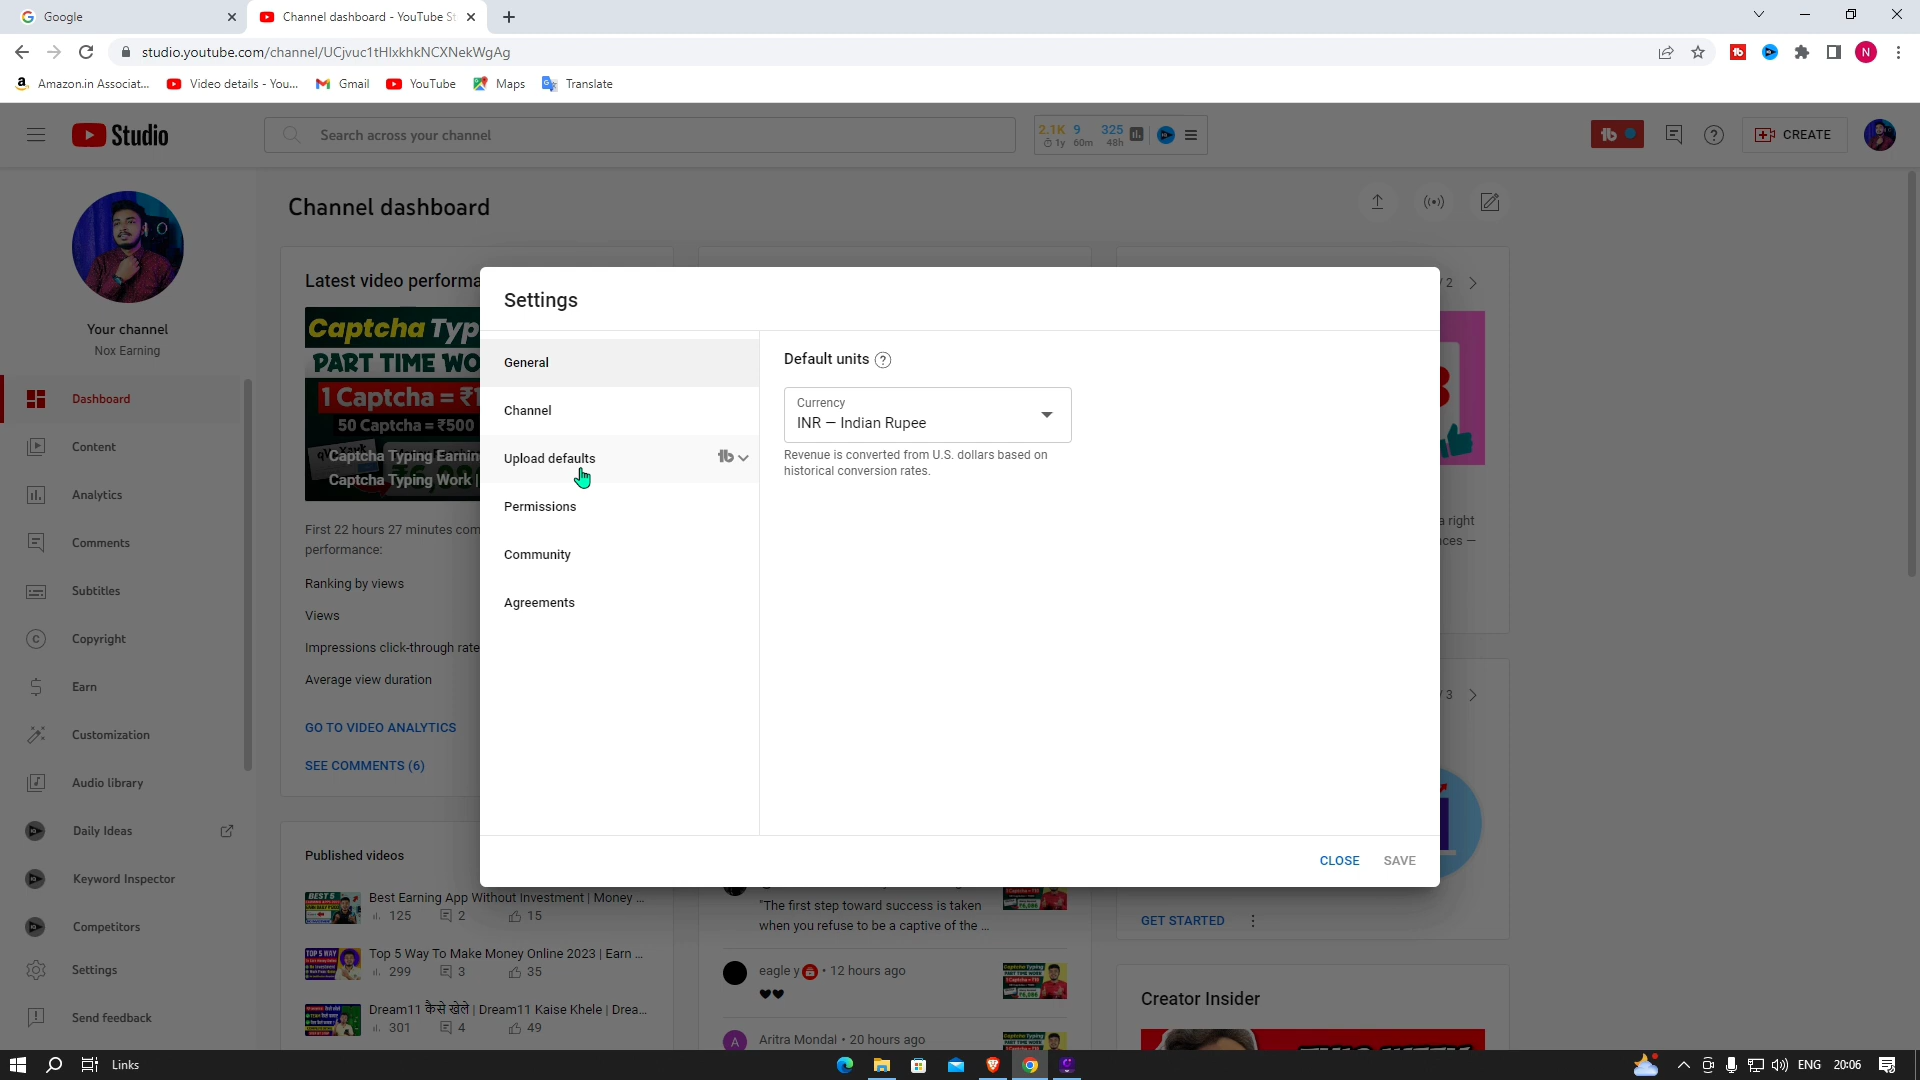 Google
Channel dashboard - YouTube St
studio.youtube.com/channel/UCjvuc1tHIxkhkNCXNekWgAg
N
Amazon.in Associat...
Video details - You...
Gmail
YouTube
Maps
Translate
Studio
Search across your channel
2.1K 9 325
1y 60m 48h
CREATE
Your channel
Nox Earning
Dashboard
Content
Analytics
Comments
Subtitles
Copyright
Earn
Customization
Audio library
Daily Ideas
Keyword Inspector
Competitors
Settings
Send feedback
Channel dashboard
Latest video performa
Captcha Typ
PART TIME WO
1 Captcha = ₹1
50 Captcha = ₹500
Captcha Typing Earnin
Captcha Typing Work |
First 22 hours 27 minutes com
performance:
Ranking by views
Views
Impressions click-through rate
Average view duration
GO TO VIDEO ANALYTICS
SEE COMMENTS (6)
Published videos
Best Earning App Without Investment | Money ...
125 2 15
Top 5 Way To Make Money Online 2023 | Earn ...
299 3 35
Dream11 कैसे खेले | Dream11 Kaise Khele | Drea...
301 4 49
Settings
General
Channel
Upload defaults
Permissions
Community
Agreements
Default units
Currency
INR — Indian Rupee
Revenue is converted from U.S. dollars based on
historical conversion rates.
CLOSE
SAVE
"The first step toward success is taken
when you refuse to be a captive of the ...
eagle y • 12 hours ago
A
Aritra Mondal • 20 hours ago
/ 2
a right
ces —
/ 3
GET STARTED
Creator Insider
Links
ENG
20:06